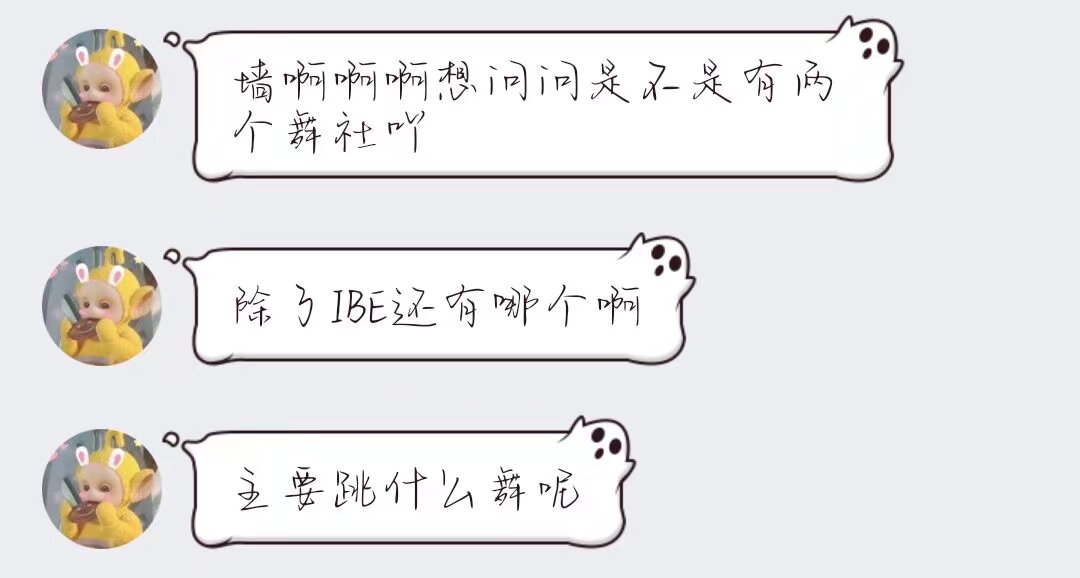 墙啊啊啊想问问是不是有两
个舞社吖
除了IBE还有哪个啊
主要跳什么舞呢